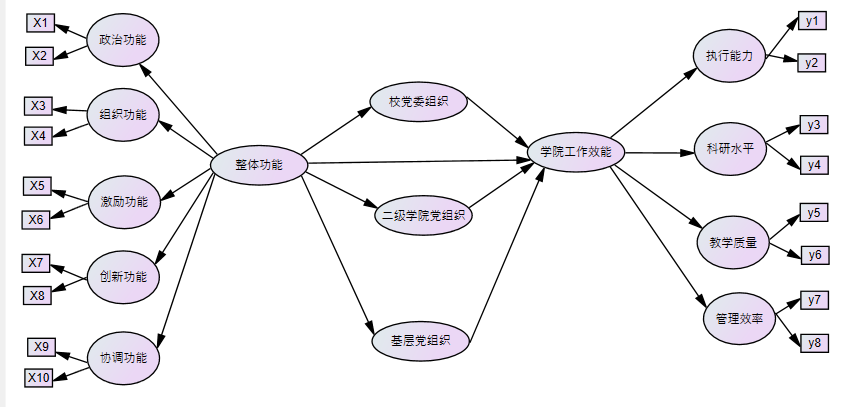 X1
X2
政治功能
X3
X4
组织功能
X5
X6
激励功能
X7
X8
创新功能
X9
X10
协调功能
整体功能
校党委组织
二级学院党组织
基层党组织
学院工作效能
执行能力
y1
y2
科研水平
y3
y4
教学质量
y5
y6
管理效率
y7
y8